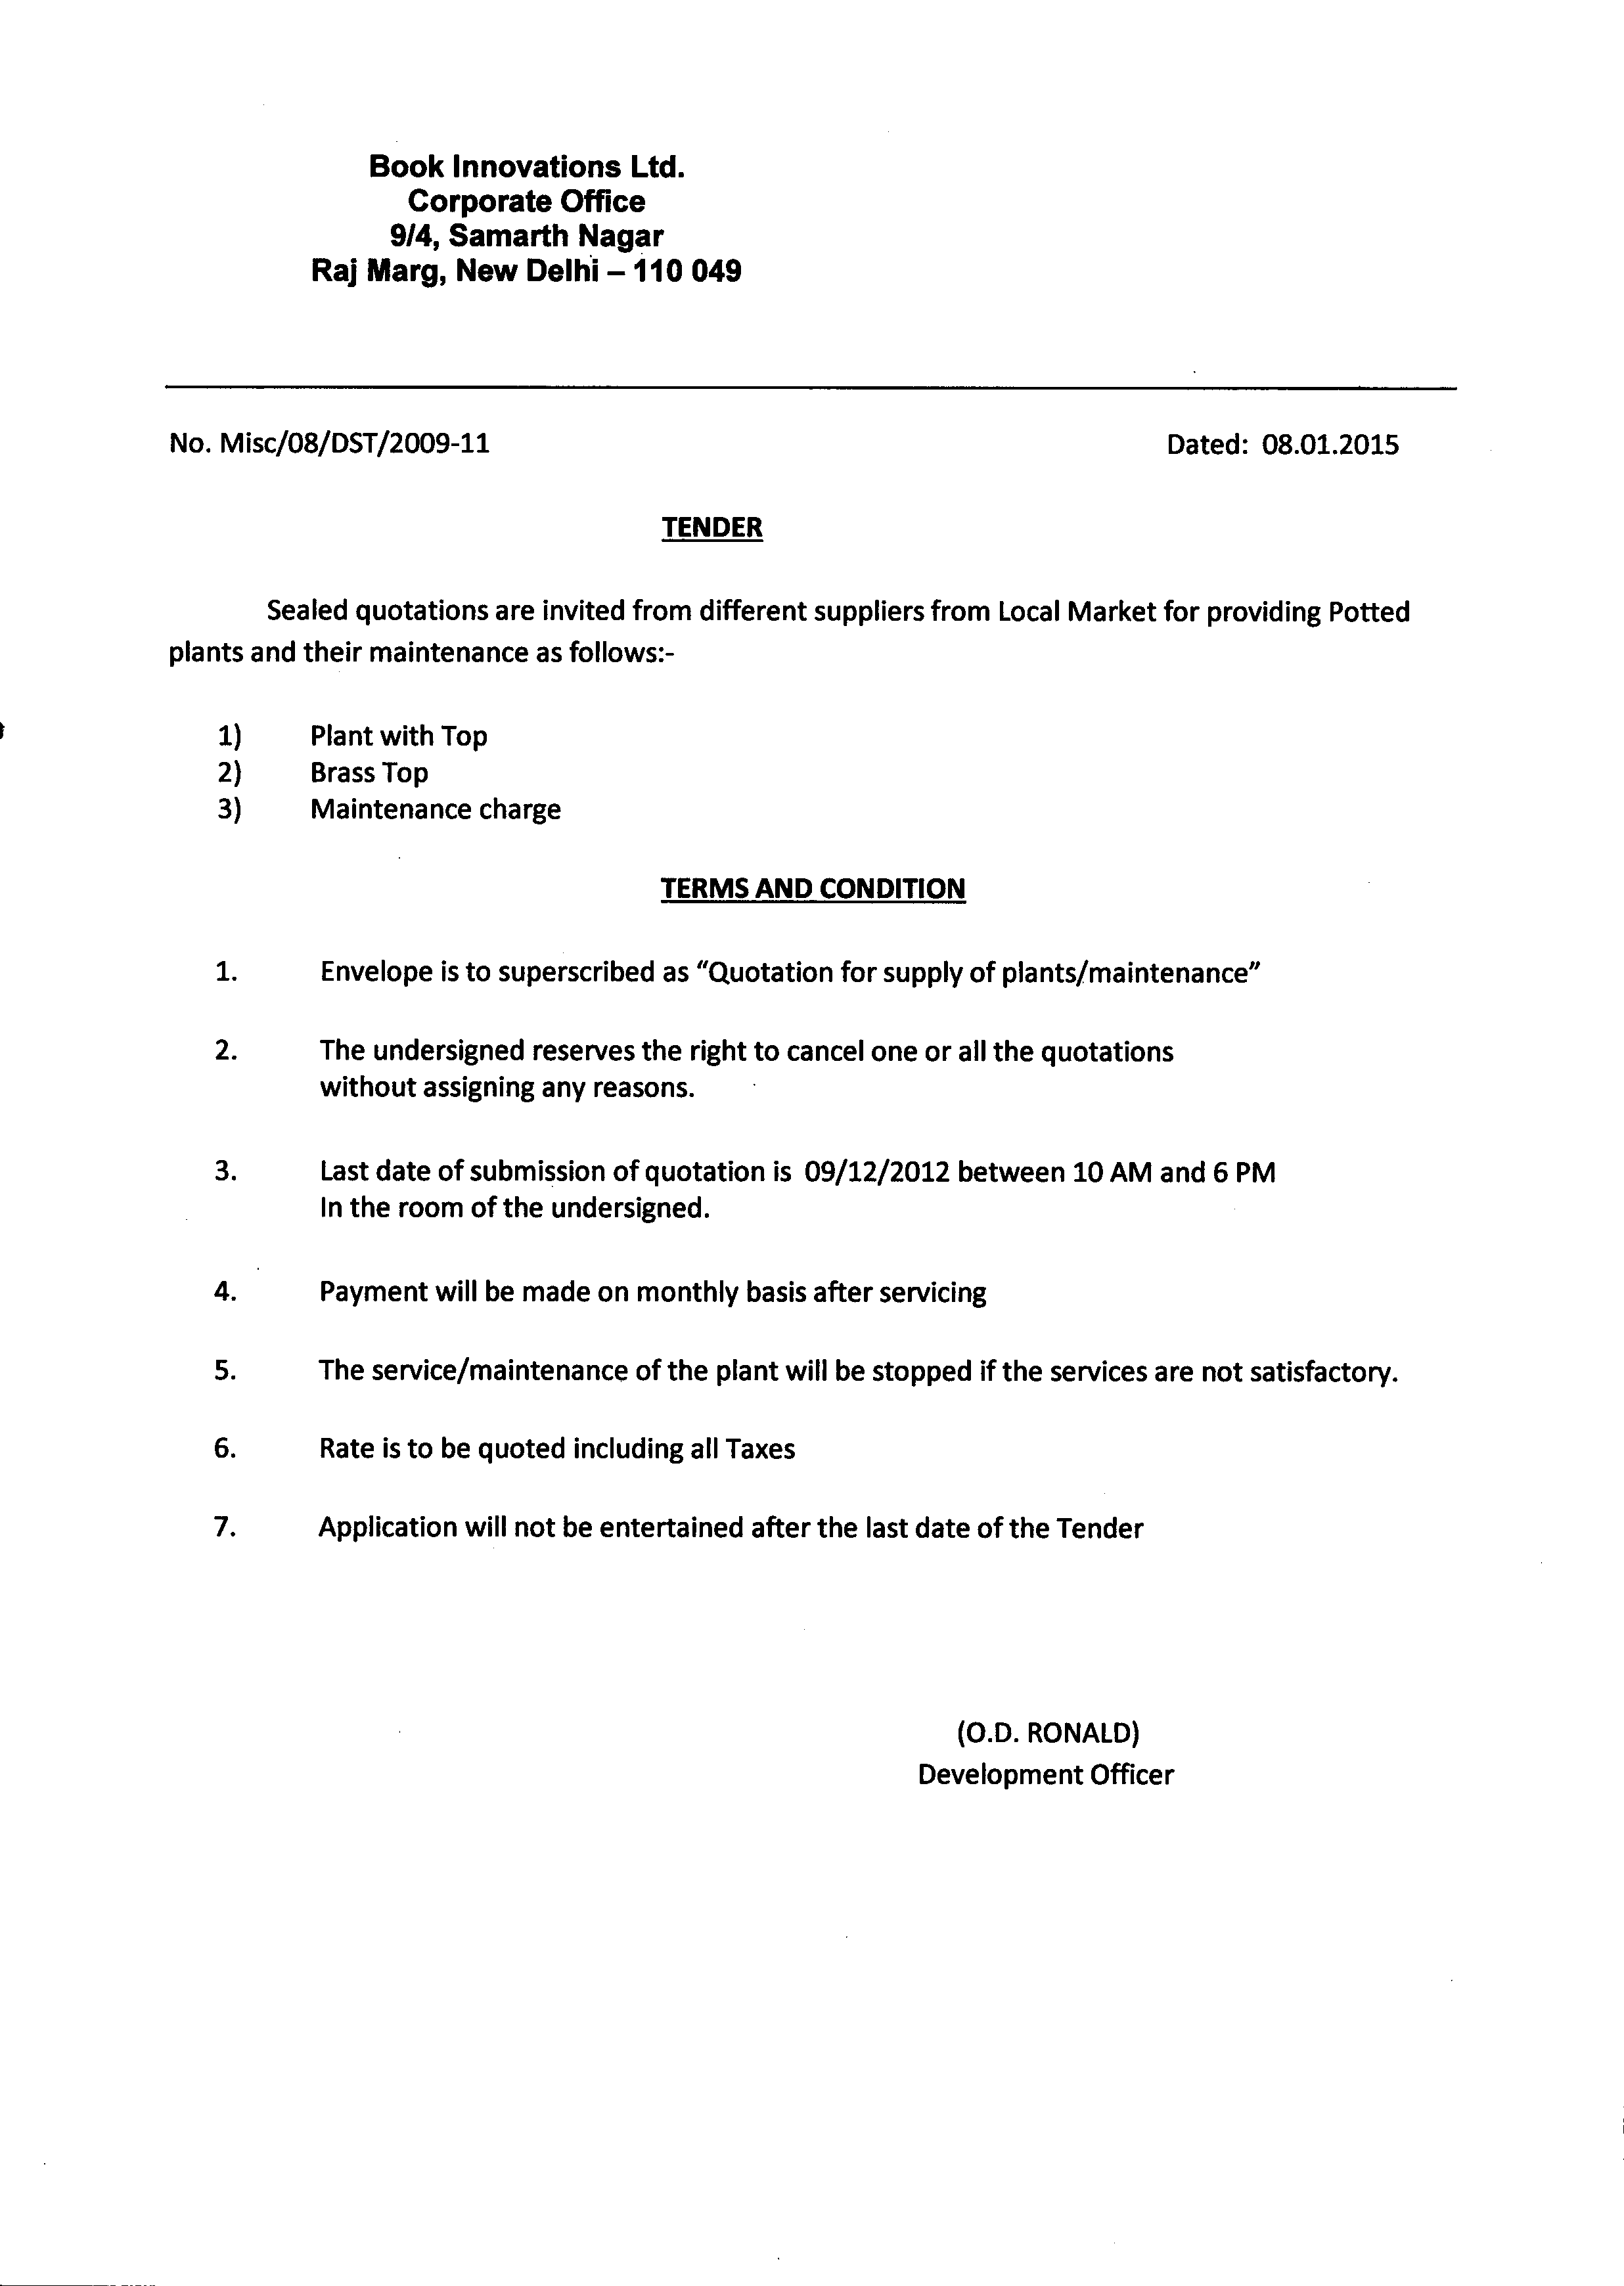 Book Innovations Ltd.
Corporate Office
9/4, Samarth Nagar
Raj Marg, New Delhi – 110 049
No. Misc/08/DST/2009-11 Dated: 08.01.2015
TENDER
Sealed quotations are invited from different suppliers from Local Market for providing Potted
plants and their maintenance as follows:-
1) Plant with Top
2) Brass Top
3) Maintenance charge
TERMS AND CONDITION
1. Envelope is to superscribed as “Quotation for supply of plants/maintenance”
2. The undersigned reserves the right to cancel one or all the quotations
without assigning any reasons.
3. Last date of submission of quotation is 09/12/2012 between 10 AM and 6 PM
In the room of the undersigned.
4. Payment will be made on monthly basis after servicing
5. The service/maintenance of the plant will be stopped if the services are not satisfactory.
6. Rate is to be quoted including all Taxes
7. Application will not be entertained after the last date of the Tender
(O.D. RONALD)
Development Officer